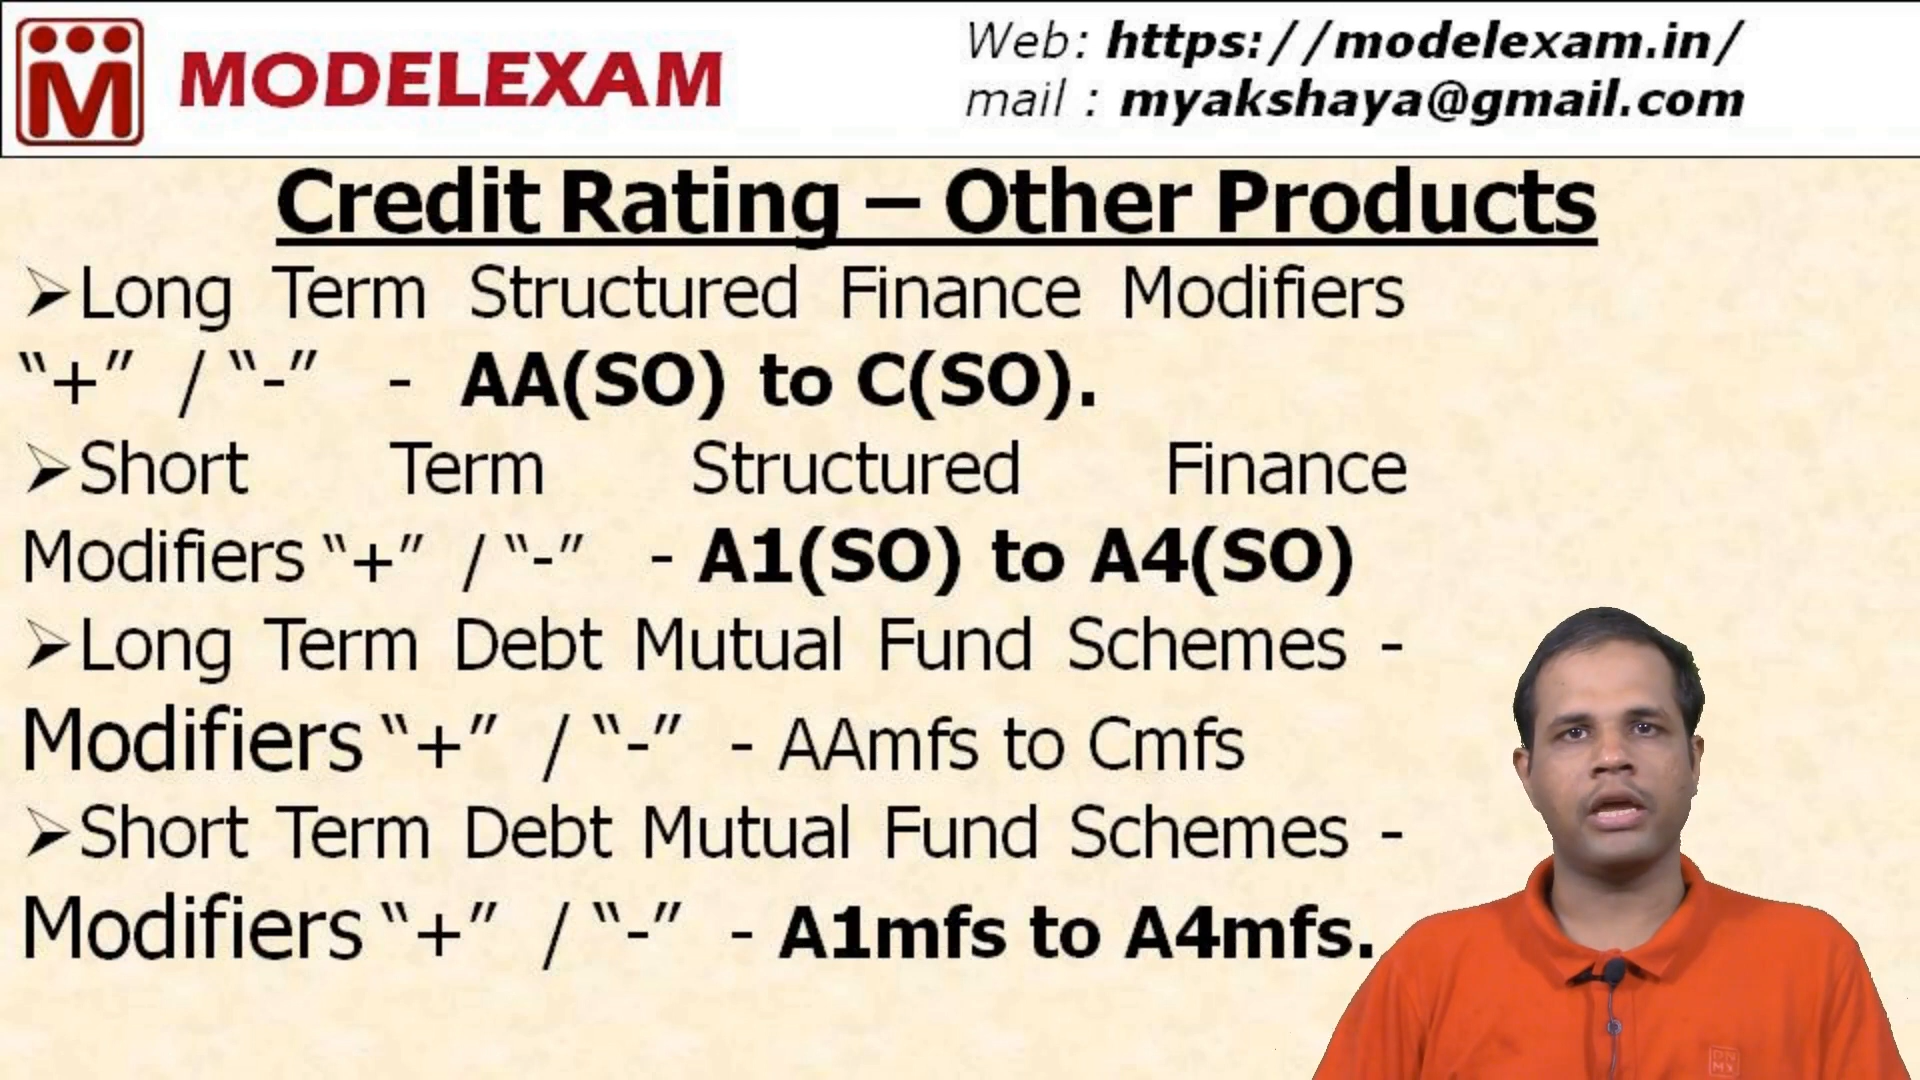 M MODELEXAM
Web: https://modelexam.in/
mail : myakshaya@gmail.com
Credit Rating – Other Products
➢Long Term Structured Finance Modifiers
“+” / “-” - AA(SO) to C(SO).
➢Short Term Structured Finance
Modifiers “+” / “-” - A1(SO) to A4(SO)
➢Long Term Debt Mutual Fund Schemes -
Modifiers “+” / “-” - AAmfs to Cmfs
➢Short Term Debt Mutual Fund Schemes -
Modifiers “+” / “-” - A1mfs to A4mfs.